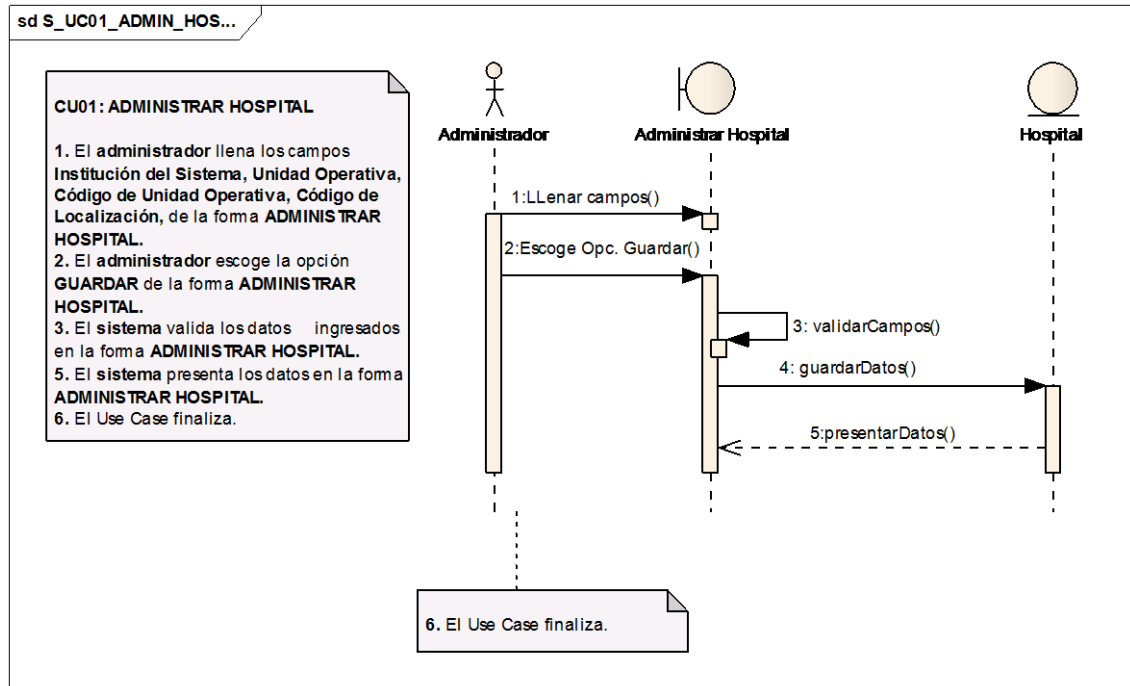 sd S_UC01_ADMIN_HOS...
CU01: ADMINISTRAR HOSPITAL
1. El administrador llena los campos
Institución del Sistema, Unidad Operativa,
Código de Unidad Operativa, Código de
Localización, de la forma ADMINISTRAR
HOSPITAL.
2. El administrador escoge la opción
GUARDAR de la forma ADMINISTRAR
HOSPITAL.
3. El sistema valida los datos ingresados
en la forma ADMINISTRAR HOSPITAL.
5. El sistema presenta los datos en la forma
ADMINISTRAR HOSPITAL.
6. El Use Case finaliza.
Administrador
Administrar Hospital
Hospital
1:LLenar campos()
2:Escoge Opc. Guardar()
3: validarCampos()
4: guardarDatos()
5:presentarDatos()
6. El Use Case finaliza.